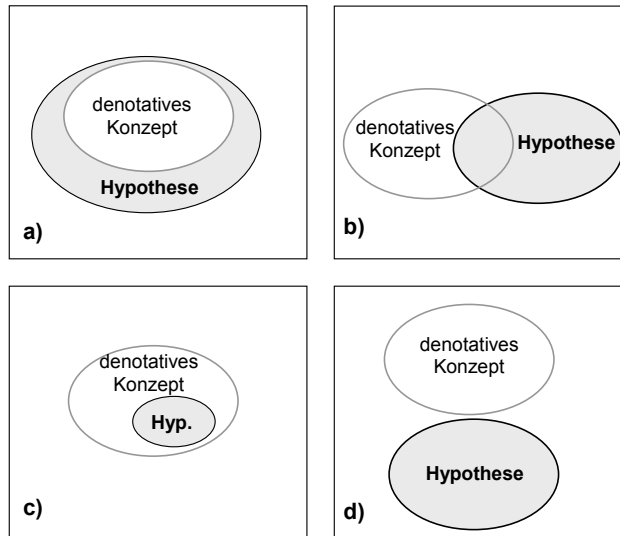 denotatives
Konzept
Hypothese
a)
denotatives
Konzept
Hypothese
b)
denotatives
Konzept
Hyp.
c)
denotatives
Konzept
Hypothese
d)